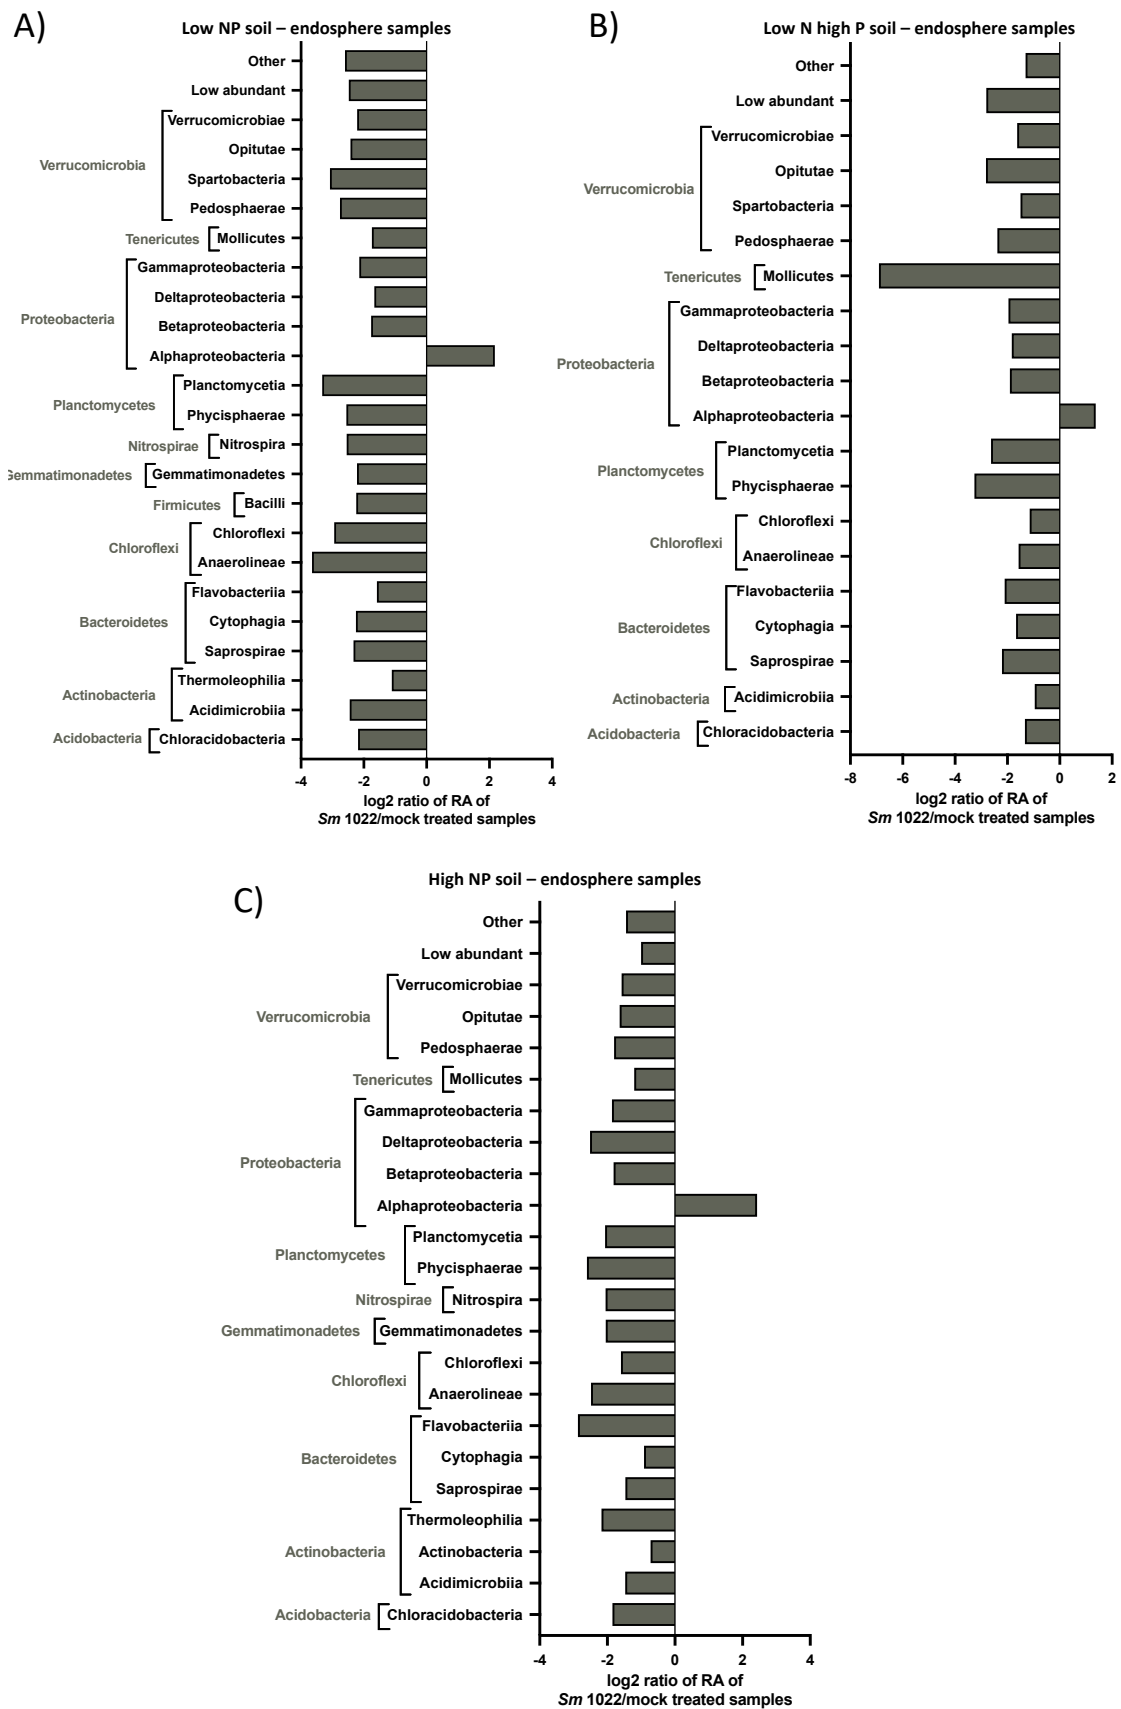 A)
Low NP soil – endosphere samples
Other
Low abundant
Verrucomicrobiae
Opitutae
Verrucomicrobia
Spartobacteria
Pedosphaerae
Tenericutes
Mollicutes
Gammaproteobacteria
Deltaproteobacteria
Proteobacteria
Betaproteobacteria
Alphaproteobacteria
Planctomycetia
Planctomycetes
Phycisphaerae
Nitrospirae
Nitrospira
Gemmatimonadetes
Gemmatimonadetes
Firmicutes
Bacilli
Chloroflexi
Chloroflexi
Anaerolineae
Flavobacteriia
Bacteroidetes
Cytophagia
Saprospirae
Thermoleophilia
Actinobacteria
Acidimicrobiia
Acidobacteria
Chloracidobacteria
-4 -2 0 2 4
log2 ratio of RA of
Sm 1022/mock treated samples
B)
Low N high P soil – endosphere samples
Other
Low abundant
Verrucomicrobiae
Opitutae
Verrucomicrobia
Spartobacteria
Pedosphaerae
Tenericutes
Mollicutes
Gammaproteobacteria
Deltaproteobacteria
Proteobacteria
Betaproteobacteria
Alphaproteobacteria
Planctomycetia
Planctomycetes
Phycisphaerae
Chloroflexi
Chloroflexi
Anaerolineae
Flavobacteriia
Bacteroidetes
Cytophagia
Saprospirae
Actinobacteria
Acidimicrobiia
Acidobacteria
Chloracidobacteria
-8 -6 -4 -2 0 2
log2 ratio of RA of
Sm 1022/mock treated samples
C)
High NP soil – endosphere samples
Other
Low abundant
Verrucomicrobiae
Verrucomicrobia
Opitutae
Pedosphaerae
Tenericutes
Mollicutes
Gammaproteobacteria
Deltaproteobacteria
Proteobacteria
Betaproteobacteria
Alphaproteobacteria
Planctomycetia
Planctomycetes
Phycisphaerae
Nitrospirae
Nitrospira
Gemmatimonadetes
Gemmatimonadetes
Chloroflexi
Chloroflexi
Anaerolineae
Flavobacteriia
Bacteroidetes
Cytophagia
Saprospirae
Thermoleophilia
Actinobacteria
Actinobacteria
Acidimicrobiia
Acidobacteria
Chloracidobacteria
-4 -2 0 2 4
log2 ratio of RA of
Sm 1022/mock treated samples